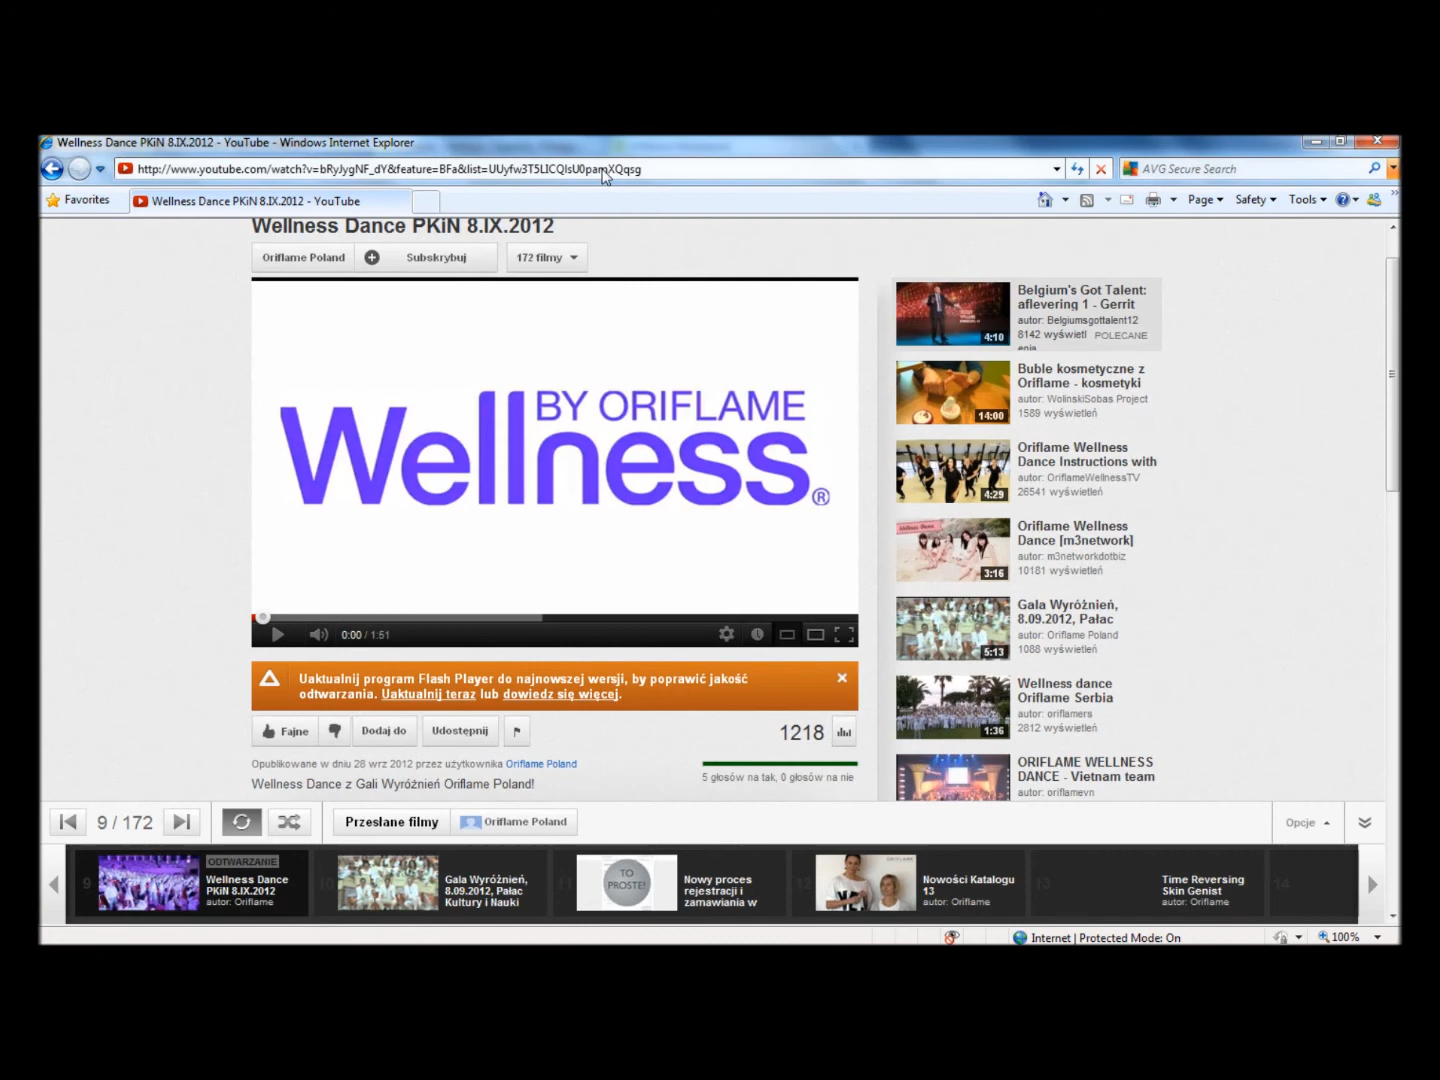 Wellness Dance PKiN 8.IX.2012 - YouTube - Windows Internet Explorer
http://www.youtube.com/watch?v=bRyJygNF_dY&feature=BFa&list=UUyfw3T5LICQlsU0pamXQqsg
AVG Secure Search
Favorites
Wellness Dance PKiN 8.IX.2012 - YouTube
Page
Safety
Tools
Wellness Dance PKiN 8.IX.2012
Oriflame Poland
Subskrybuj
172 filmy
BY ORIFLAME
Wellness®
0:00 / 1:51
Uaktualnij program Flash Player do najnowszej wersji, by poprawić jakość
odtwarzania. Uaktualnij teraz lub dowiedz się więcej.
Fajne
Dodaj do
Udostępnij
1218
Opublikowane w dniu 28 wrz 2012 przez użytkownika Oriflame Poland
5 głosów na tak, 0 głosów na nie
Wellness Dance z Gali Wyróżnień Oriflame Poland!
4:10
Belgium's Got Talent:
aflevering 1 - Gerrit
autor: Belgiumsgottalent12
8142 wyświetl POLECANE
enia
14:00
Buble kosmetyczne z
Oriflame - kosmetyki
autor: WolinskiSobas Project
1589 wyświetleń
4:29
Oriflame Wellness
Dance Instructions with
autor: OriflameWellnessTV
26541 wyświetleń
3:16
Oriflame Wellness
Dance [m3network]
autor: m3networkdotbiz
10181 wyświetleń
5:13
Gala Wyróżnień,
8.09.2012, Pałac
autor: Oriflame Poland
1088 wyświetleń
1:36
Wellness dance
Oriflame Serbia
autor: oriflamers
2812 wyświetleń
ORIFLAME WELLNESS
DANCE - Vietnam team
autor: oriflamevn
9 / 172
Przesłane filmy
Oriflame Poland
Opcje
9
ODTWARZANIE
Wellness Dance
PKiN 8.IX.2012
autor: Oriflame
10
Gala Wyróżnień,
8.09.2012, Pałac
Kultury i Nauki
11
TO
PROSTE!
Nowy proces
rejestracji i
zamawiania w
12
Nowości Katalogu
13
autor: Oriflame
13
Time Reversing
Skin Genist
autor: Oriflame
14
Internet | Protected Mode: On
100%